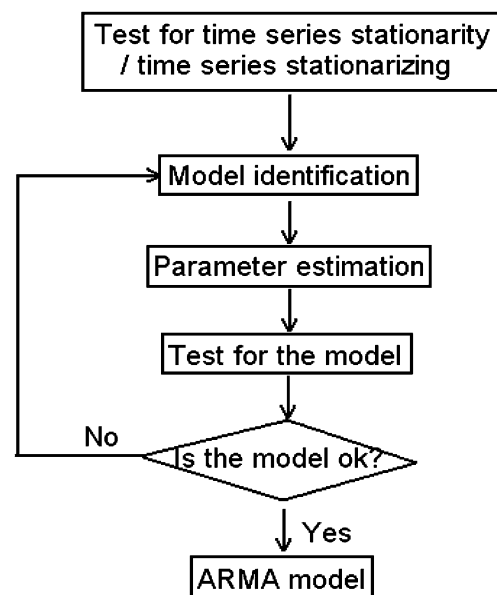 Test for time series stationarity
/ time series stationarizing
Model identification
Parameter estimation
Test for the model
Is the model ok?
No
Yes
ARMA model